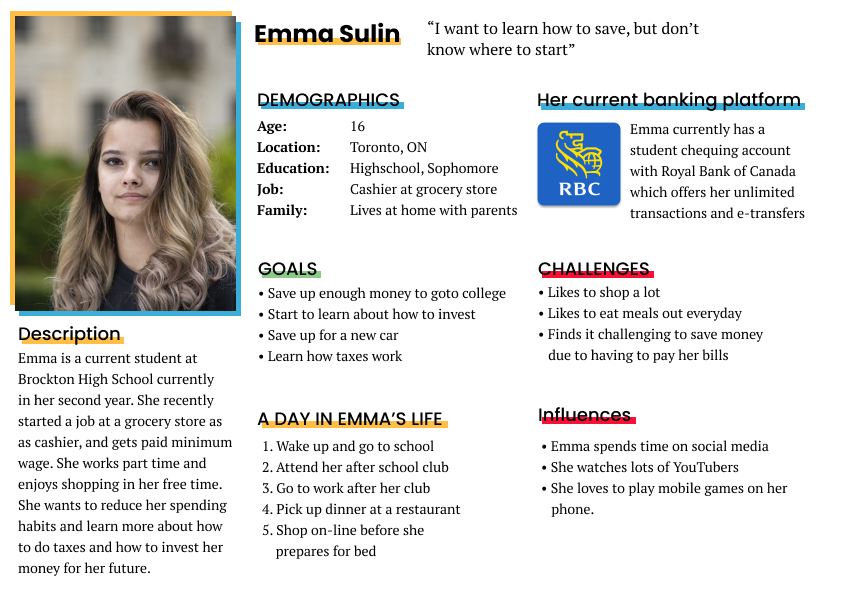 Emma Sulin
“I want to learn how to save, but don’t
know where to start”
DEMOGRAPHICS
Age: 16
Location: Toronto, ON
Education: Highschool, Sophomore
Job: Cashier at grocery store
Family: Lives at home with parents
Her current banking platform
RBC
Emma currently has a
student chequing account
with Royal Bank of Canada
which offers her unlimited
transactions and e-transfers
GOALS
• Save up enough money to goto college
• Start to learn about how to invest
• Save up for a new car
• Learn how taxes work
CHALLENGES
• Likes to shop a lot
• Likes to eat meals out everyday
• Finds it challenging to save money
due to having to pay her bills
Description
Emma is a current student at
Brockton High School currently
in her second year. She recently
started a job at a grocery store as
as cashier, and gets paid minimum
wage. She works part time and
enjoys shopping in her free time.
She wants to reduce her spending
habits and learn more about how
to do taxes and how to invest her
money for her future.
A DAY IN EMMA’S LIFE
1. Wake up and go to school
2. Attend her after school club
3. Go to work after her club
4. Pick up dinner at a restaurant
5. Shop on-line before she
prepares for bed
Influences
• Emma spends time on social media
• She watches lots of YouTubers
• She loves to play mobile games on her
phone.